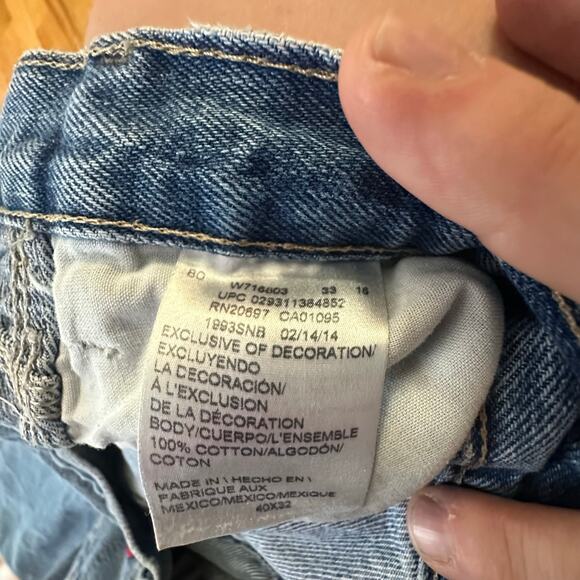 80 W716803 33 16
UPC 029311384852
RN20697 CA01095
1993SNB 02/14/14
EXCLUSIVE OF DECORATION/
EXCLUYENDO
LA DECORACIÓN/
À L'EXCLUSION
DE LA DÉCORATION
BODY/CUERPO/L'ENSEMBLE
100% COTTON/ALGODÓN/
COTON
MADE IN \ HECHO EN \
FABRIQUE AUX
MEXICO/MEXICO/MEXIQUE
40X32